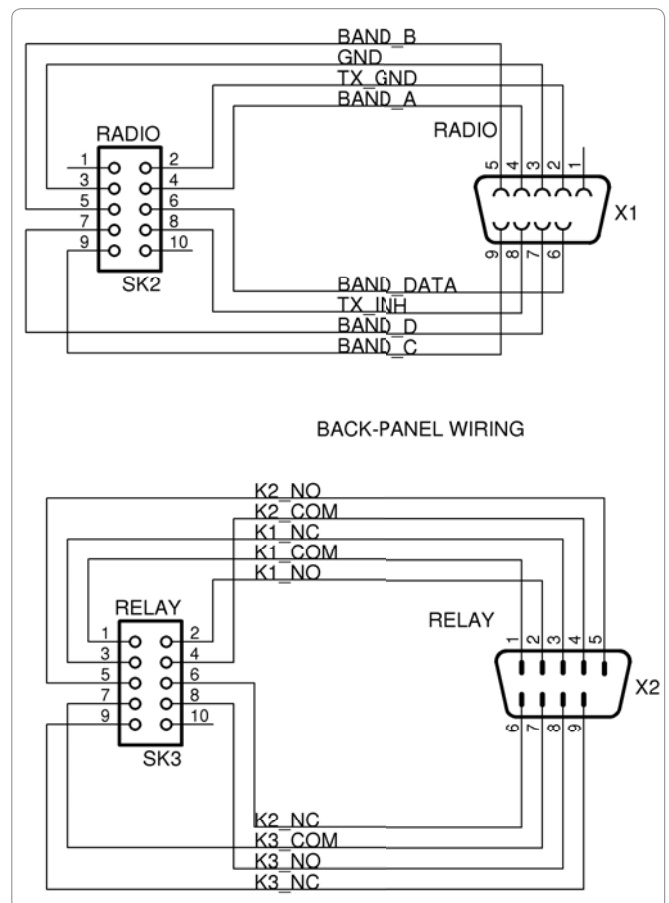 BAND_B
GND
TX_GND
BAND_A
RADIO
RADIO
1 2
3 4
5 6
7 8
9 10
SK2
5 4 3 2 1
X1
9 8 7 6
BAND_DATA
TX_INH
BAND_D
BAND_C
BACK-PANEL WIRING
K2_NO
K2_COM
K1_NC
K1_COM
K1_NO
RELAY
RELAY
1 2
3 4
5 6
7 8
9 10
SK3
1 2 3 4 5
X2
6 7 8 9
K2_NC
K3_COM
K3_NO
K3_NC